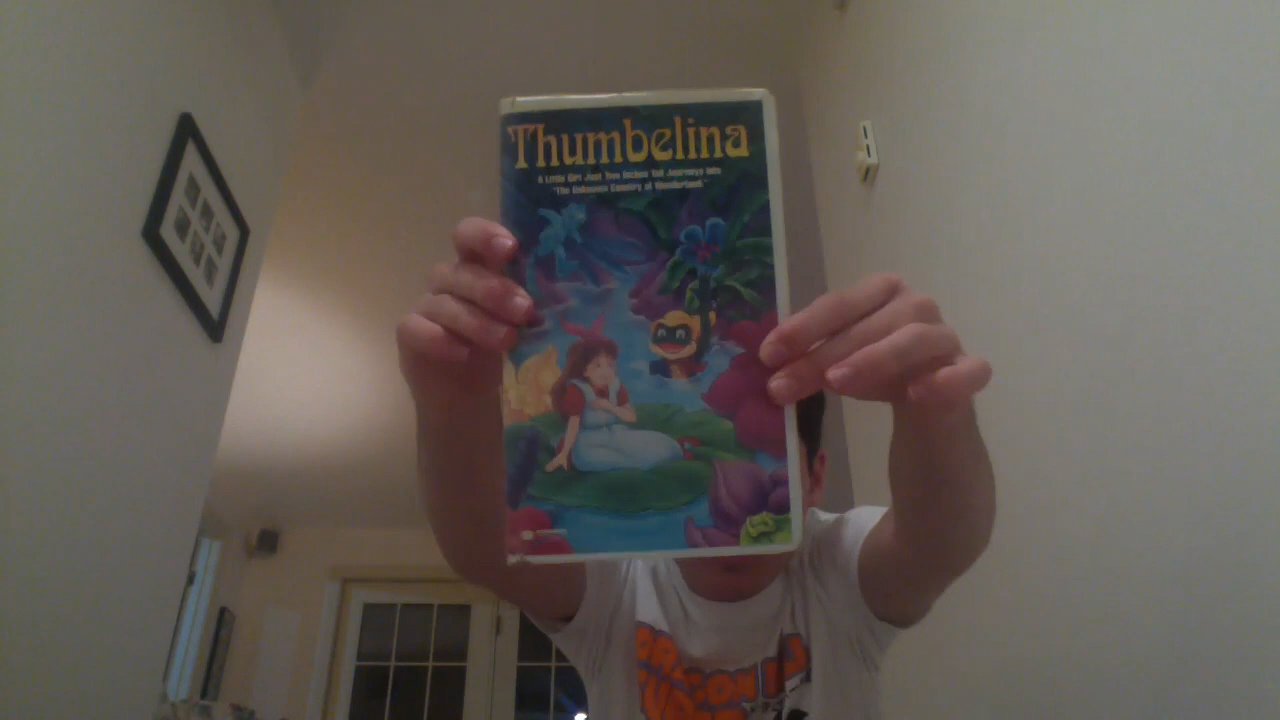 Thumbelina
A Little Girl Just Two Inches Tall Journeys Into
"The Unknown Country of Wonderland."